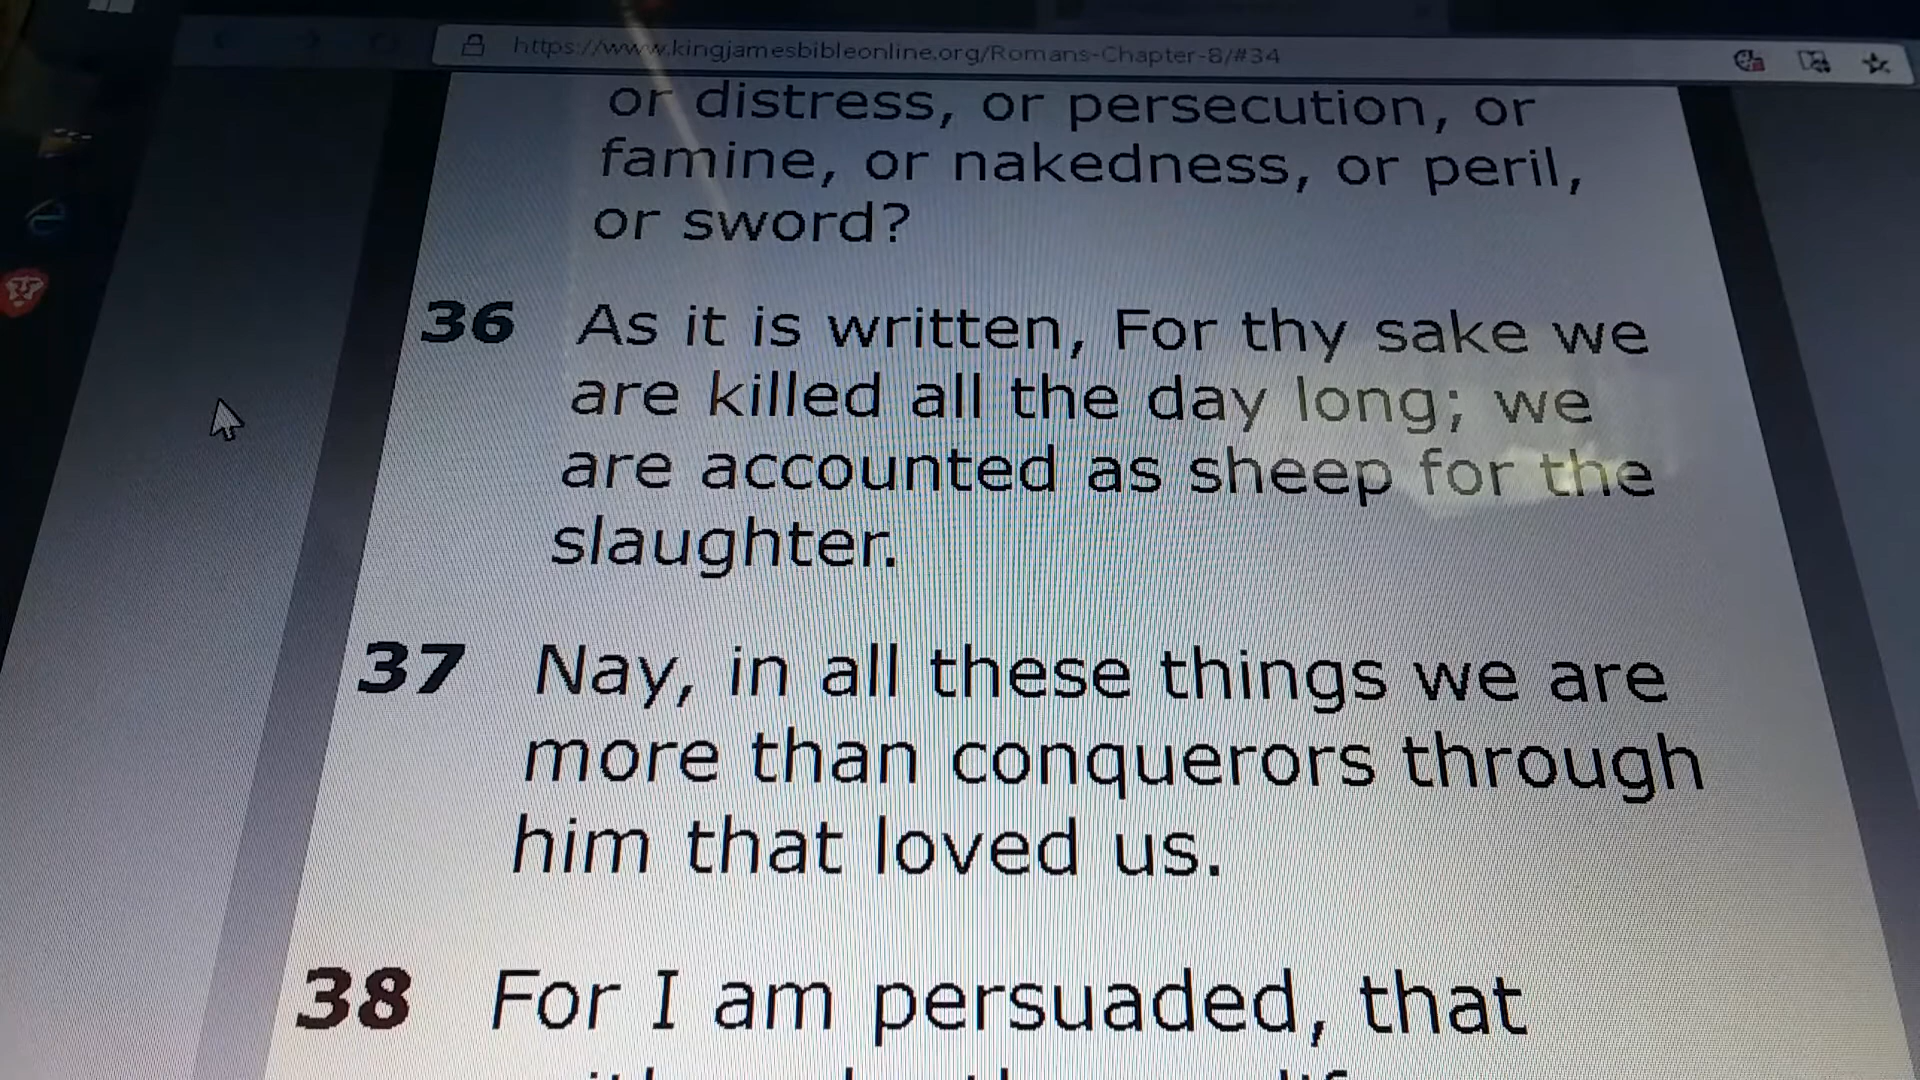 https://www.kingjamesbibleonline.org/Romans-Chapter-8/#34
or distress, or persecution, or
famine, or nakedness, or peril,
or sword?
36 As it is written, For thy sake we
are killed all the day long; we
are accounted as sheep for the
slaughter.
37 Nay, in all these things we are
more than conquerors through
him that loved us.
38 For I am persuaded, that